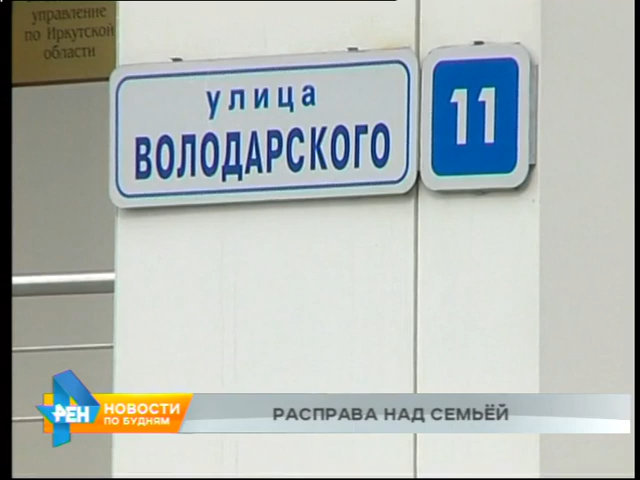 управление
по Иркутской
области
улица
ВОЛОДАРСКОГО
11
РЕН
НОВОСТИ
ПО БУДНЯМ
РАСПРАВА НАД СЕМЬЁЙ